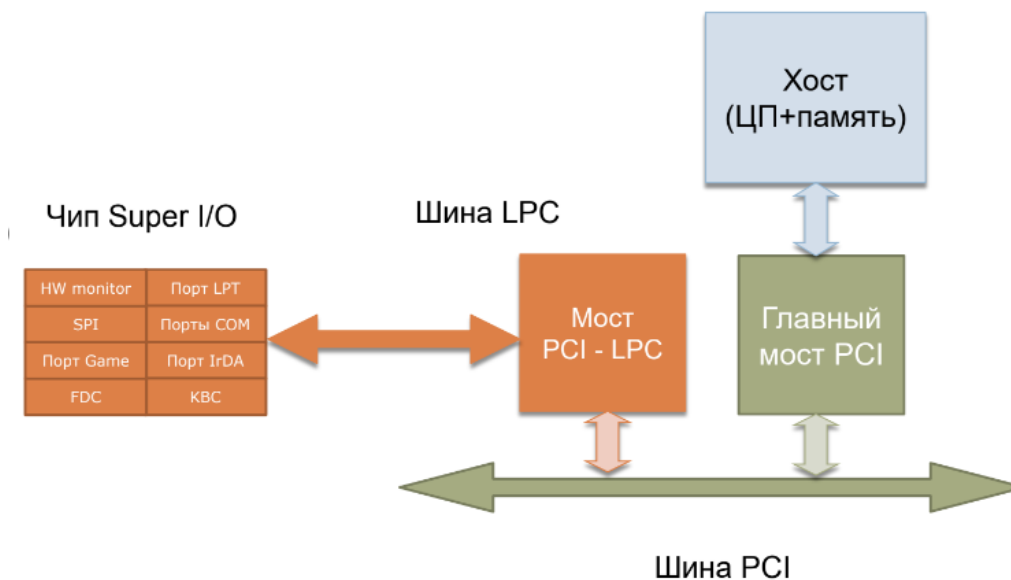 Хост
(ЦП+память)
Чип Super I/O
Шина LPC
HW monitor
Порт LPT
SPI
Порты COM
Порт Game
Порт IrDA
FDC
KBC
Мост
PCI - LPC
Главный
мост PCI
Шина PCI